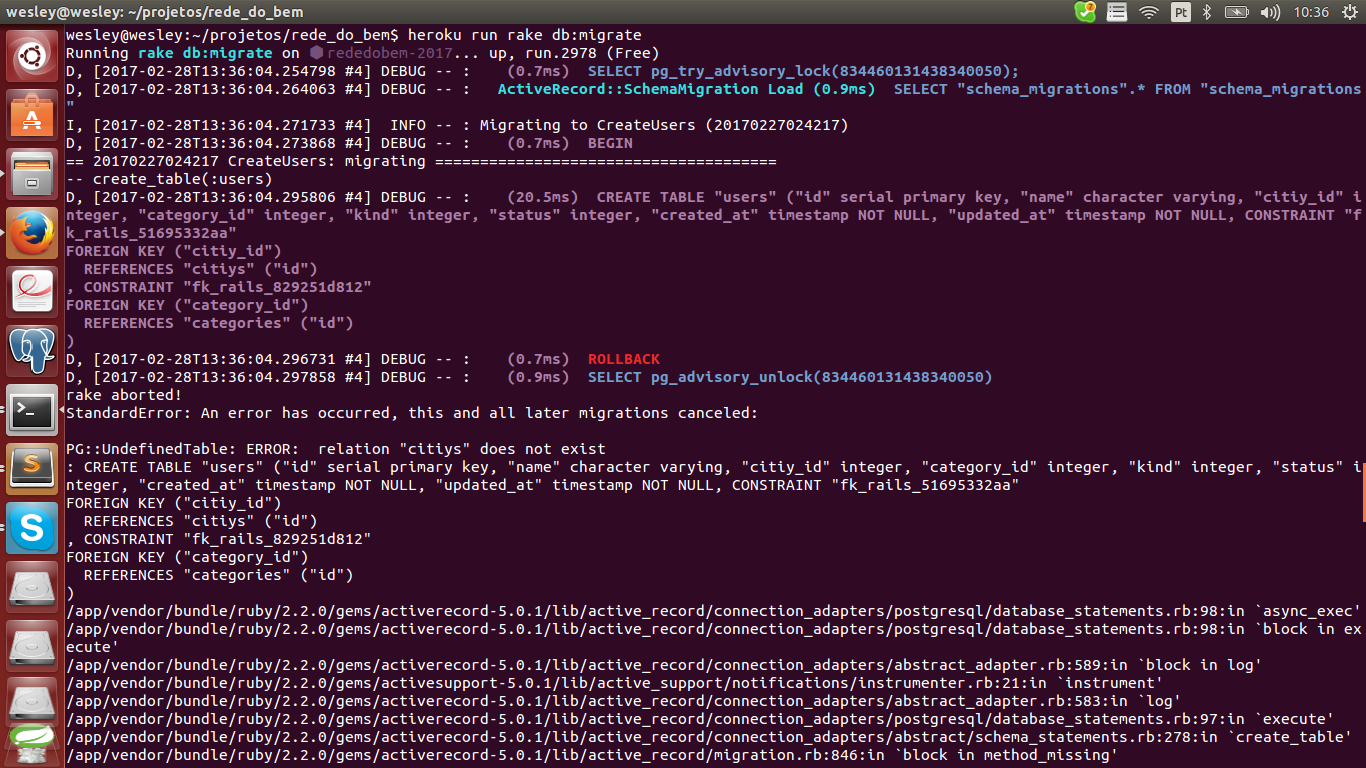 wesley@wesley: ~/projetos/rede_do_bem
Pt
10:36
wesley@wesley:~/projetos/rede_do_bem$ heroku run rake db:migrate
Running rake db:migrate on ⬢ rededobem-2017... up, run.2978 (Free)
D, [2017-02-28T13:36:04.254798 #4] DEBUG -- :    (0.7ms)  SELECT pg_try_advisory_lock(834460131438340050);
D, [2017-02-28T13:36:04.264063 #4] DEBUG -- :   ActiveRecord::SchemaMigration Load (0.9ms)  SELECT "schema_migrations".* FROM "schema_migrations
"
I, [2017-02-28T13:36:04.271733 #4]  INFO -- : Migrating to CreateUsers (20170227024217)
D, [2017-02-28T13:36:04.273868 #4] DEBUG -- :    (0.7ms)  BEGIN
== 20170227024217 CreateUsers: migrating ======================================
-- create_table(:users)
D, [2017-02-28T13:36:04.295806 #4] DEBUG -- :    (20.5ms)  CREATE TABLE "users" ("id" serial primary key, "name" character varying, "citiy_id" i
nteger, "category_id" integer, "kind" integer, "status" integer, "created_at" timestamp NOT NULL, "updated_at" timestamp NOT NULL, CONSTRAINT "f
k_rails_51695332aa"
FOREIGN KEY ("citiy_id")
  REFERENCES "citiys" ("id")
, CONSTRAINT "fk_rails_829251d812"
FOREIGN KEY ("category_id")
  REFERENCES "categories" ("id")
)
D, [2017-02-28T13:36:04.296731 #4] DEBUG -- :    (0.7ms)  ROLLBACK
D, [2017-02-28T13:36:04.297858 #4] DEBUG -- :    (0.9ms)  SELECT pg_advisory_unlock(834460131438340050)
rake aborted!
StandardError: An error has occurred, this and all later migrations canceled:
PG::UndefinedTable: ERROR:  relation "citiys" does not exist
: CREATE TABLE "users" ("id" serial primary key, "name" character varying, "citiy_id" integer, "category_id" integer, "kind" integer, "status" i
nteger, "created_at" timestamp NOT NULL, "updated_at" timestamp NOT NULL, CONSTRAINT "fk_rails_51695332aa"
FOREIGN KEY ("citiy_id")
  REFERENCES "citiys" ("id")
, CONSTRAINT "fk_rails_829251d812"
FOREIGN KEY ("category_id")
  REFERENCES "categories" ("id")
)
/app/vendor/bundle/ruby/2.2.0/gems/activerecord-5.0.1/lib/active_record/connection_adapters/postgresql/database_statements.rb:98:in `async_exec'
/app/vendor/bundle/ruby/2.2.0/gems/activerecord-5.0.1/lib/active_record/connection_adapters/postgresql/database_statements.rb:98:in `block in ex
ecute'
/app/vendor/bundle/ruby/2.2.0/gems/activerecord-5.0.1/lib/active_record/connection_adapters/abstract_adapter.rb:589:in `block in log'
/app/vendor/bundle/ruby/2.2.0/gems/activesupport-5.0.1/lib/active_support/notifications/instrumenter.rb:21:in `instrument'
/app/vendor/bundle/ruby/2.2.0/gems/activerecord-5.0.1/lib/active_record/connection_adapters/abstract_adapter.rb:583:in `log'
/app/vendor/bundle/ruby/2.2.0/gems/activerecord-5.0.1/lib/active_record/connection_adapters/postgresql/database_statements.rb:97:in `execute'
/app/vendor/bundle/ruby/2.2.0/gems/activerecord-5.0.1/lib/active_record/connection_adapters/abstract/schema_statements.rb:278:in `create_table'
/app/vendor/bundle/ruby/2.2.0/gems/activerecord-5.0.1/lib/active_record/migration.rb:846:in `block in method_missing'